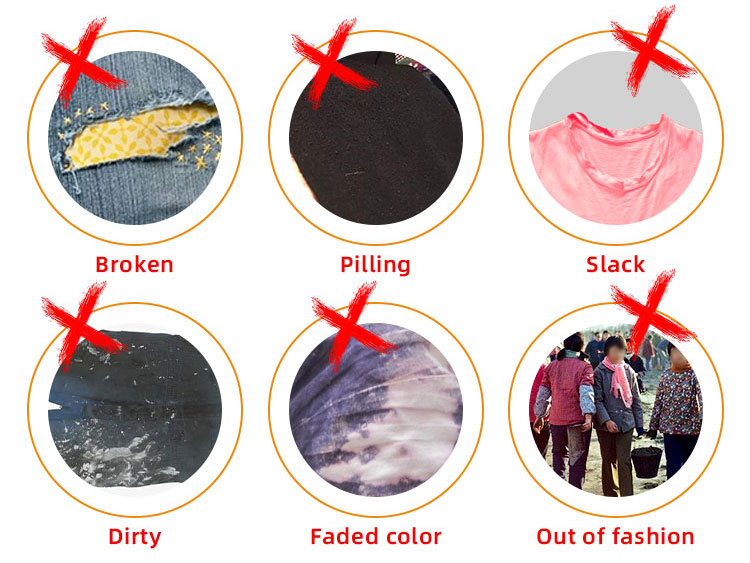 Broken
Pilling
Slack
Dirty
Faded color
Out of fashion